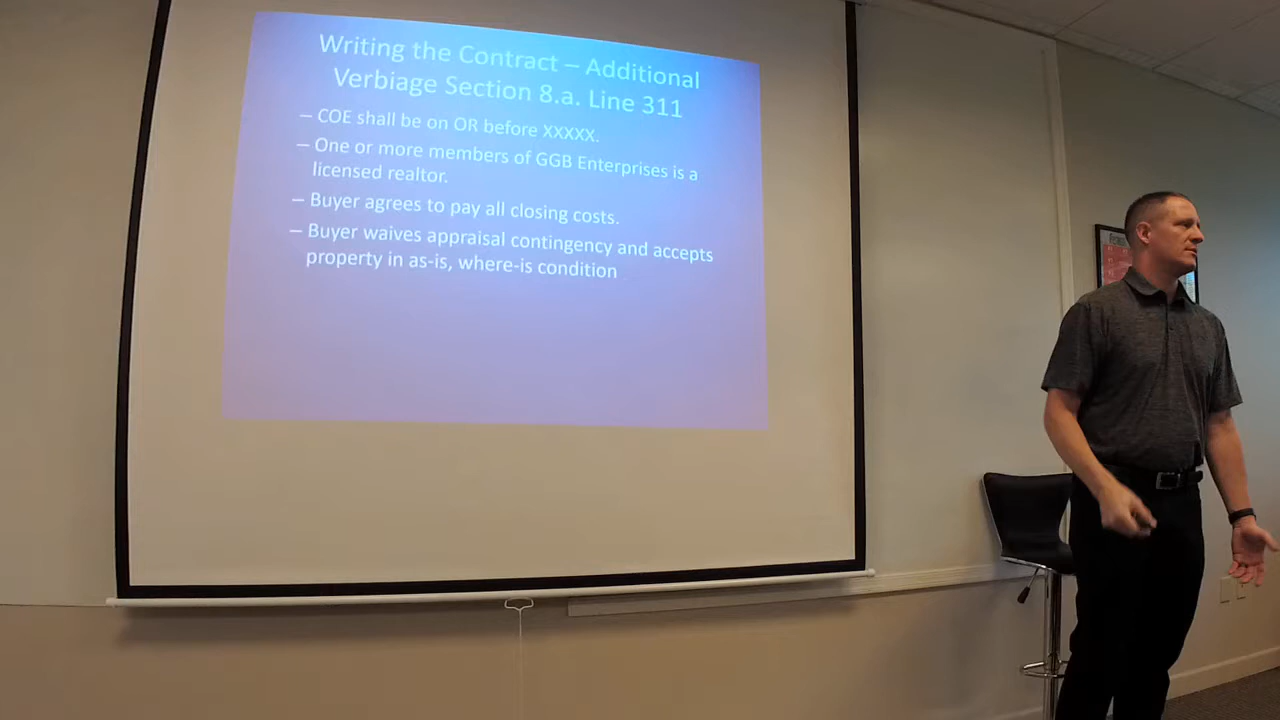 Writing the Contract – Additional
Verbiage Section 8.a. Line 311
– COE shall be on OR before XXXXX.
– One or more members of GGB Enterprises is a
licensed realtor.
– Buyer agrees to pay all closing costs.
– Buyer waives appraisal contingency and accepts
property in as-is, where-is condition